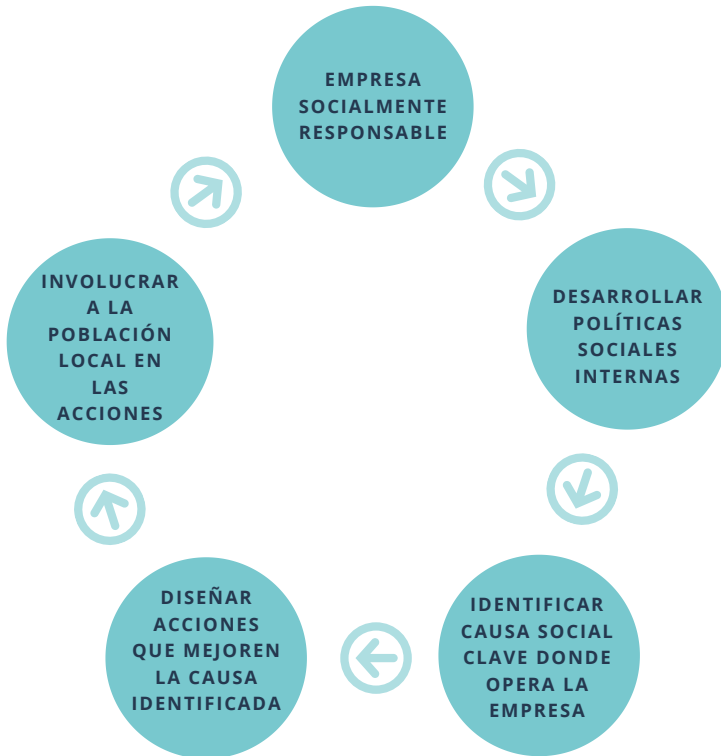 EMPRESA
SOCIALMENTE
RESPONSABLE
DESARROLLAR
POLÍTICAS
SOCIALES
INTERNAS
IDENTIFICAR
CAUSA SOCIAL
CLAVE DONDE
OPERA LA
EMPRESA
DISEÑAR
ACCIONES
QUE MEJOREN
LA CAUSA
IDENTIFICADA
INVOLUCRAR
A LA
POBLACIÓN
LOCAL EN
LAS
ACCIONES